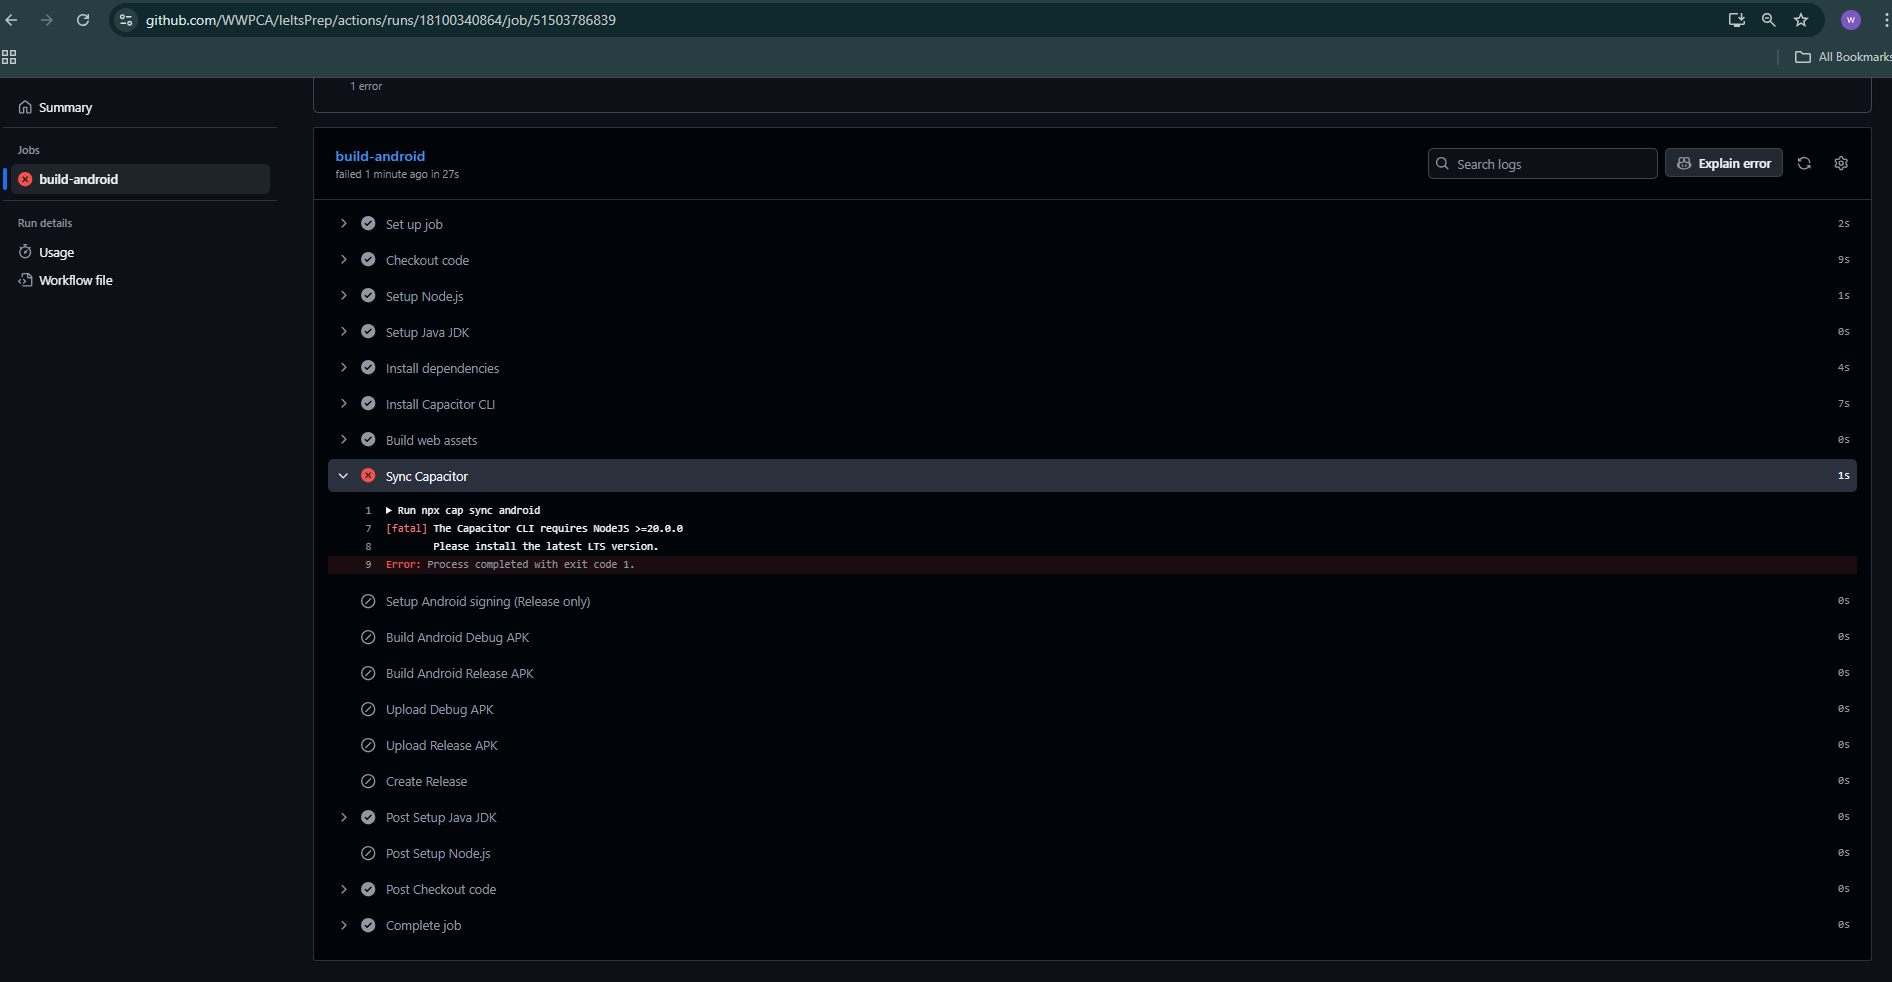 github.com/WWPCA/IeltsPrep/actions/runs/18100340864/job/51503786839
W
All Bookmarks
1 error
Summary
Jobs
build-android
Run details
Usage
Workflow file
build-android
failed 1 minute ago in 27s
Search logs
Explain error
Set up job 2s
Checkout code 9s
Setup Node.js 1s
Setup Java JDK 0s
Install dependencies 4s
Install Capacitor CLI 7s
Build web assets 0s
Sync Capacitor 1s
1 Run npx cap sync android
7 [fatal] The Capacitor CLI requires NodeJS >=20.0.0
8 Please install the latest LTS version.
9 Error: Process completed with exit code 1.
Setup Android signing (Release only) 0s
Build Android Debug APK 0s
Build Android Release APK 0s
Upload Debug APK 0s
Upload Release APK 0s
Create Release 0s
Post Setup Java JDK 0s
Post Setup Node.js 0s
Post Checkout code 0s
Complete job 0s